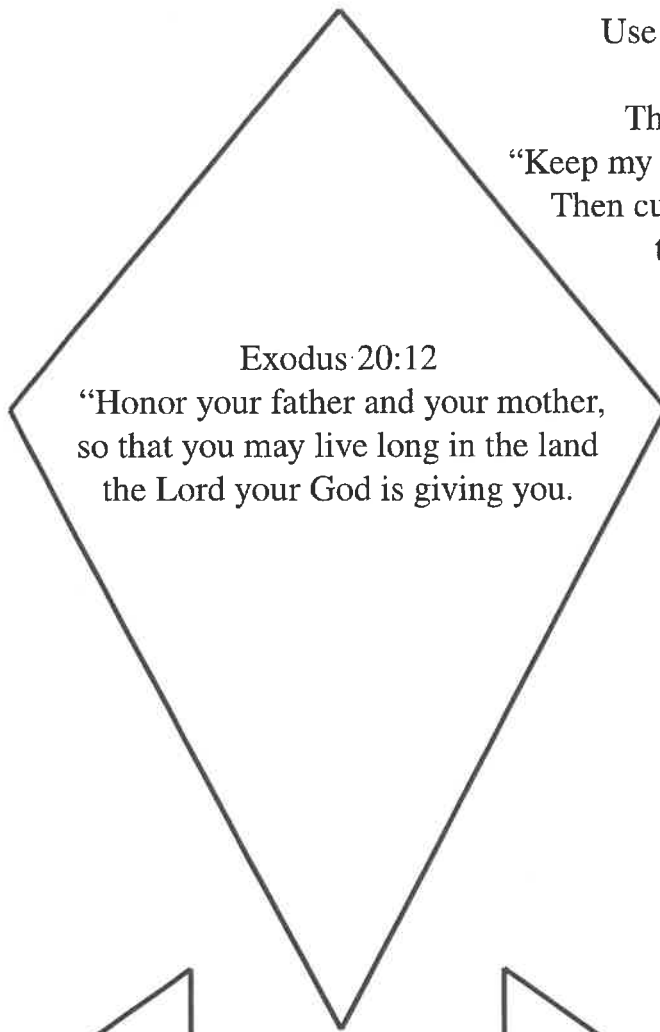 Use
Th
“Keep my
Then cu
t
Exodus 20:12
“Honor your father and your mother,
so that you may live long in the land
the Lord your God is giving you.